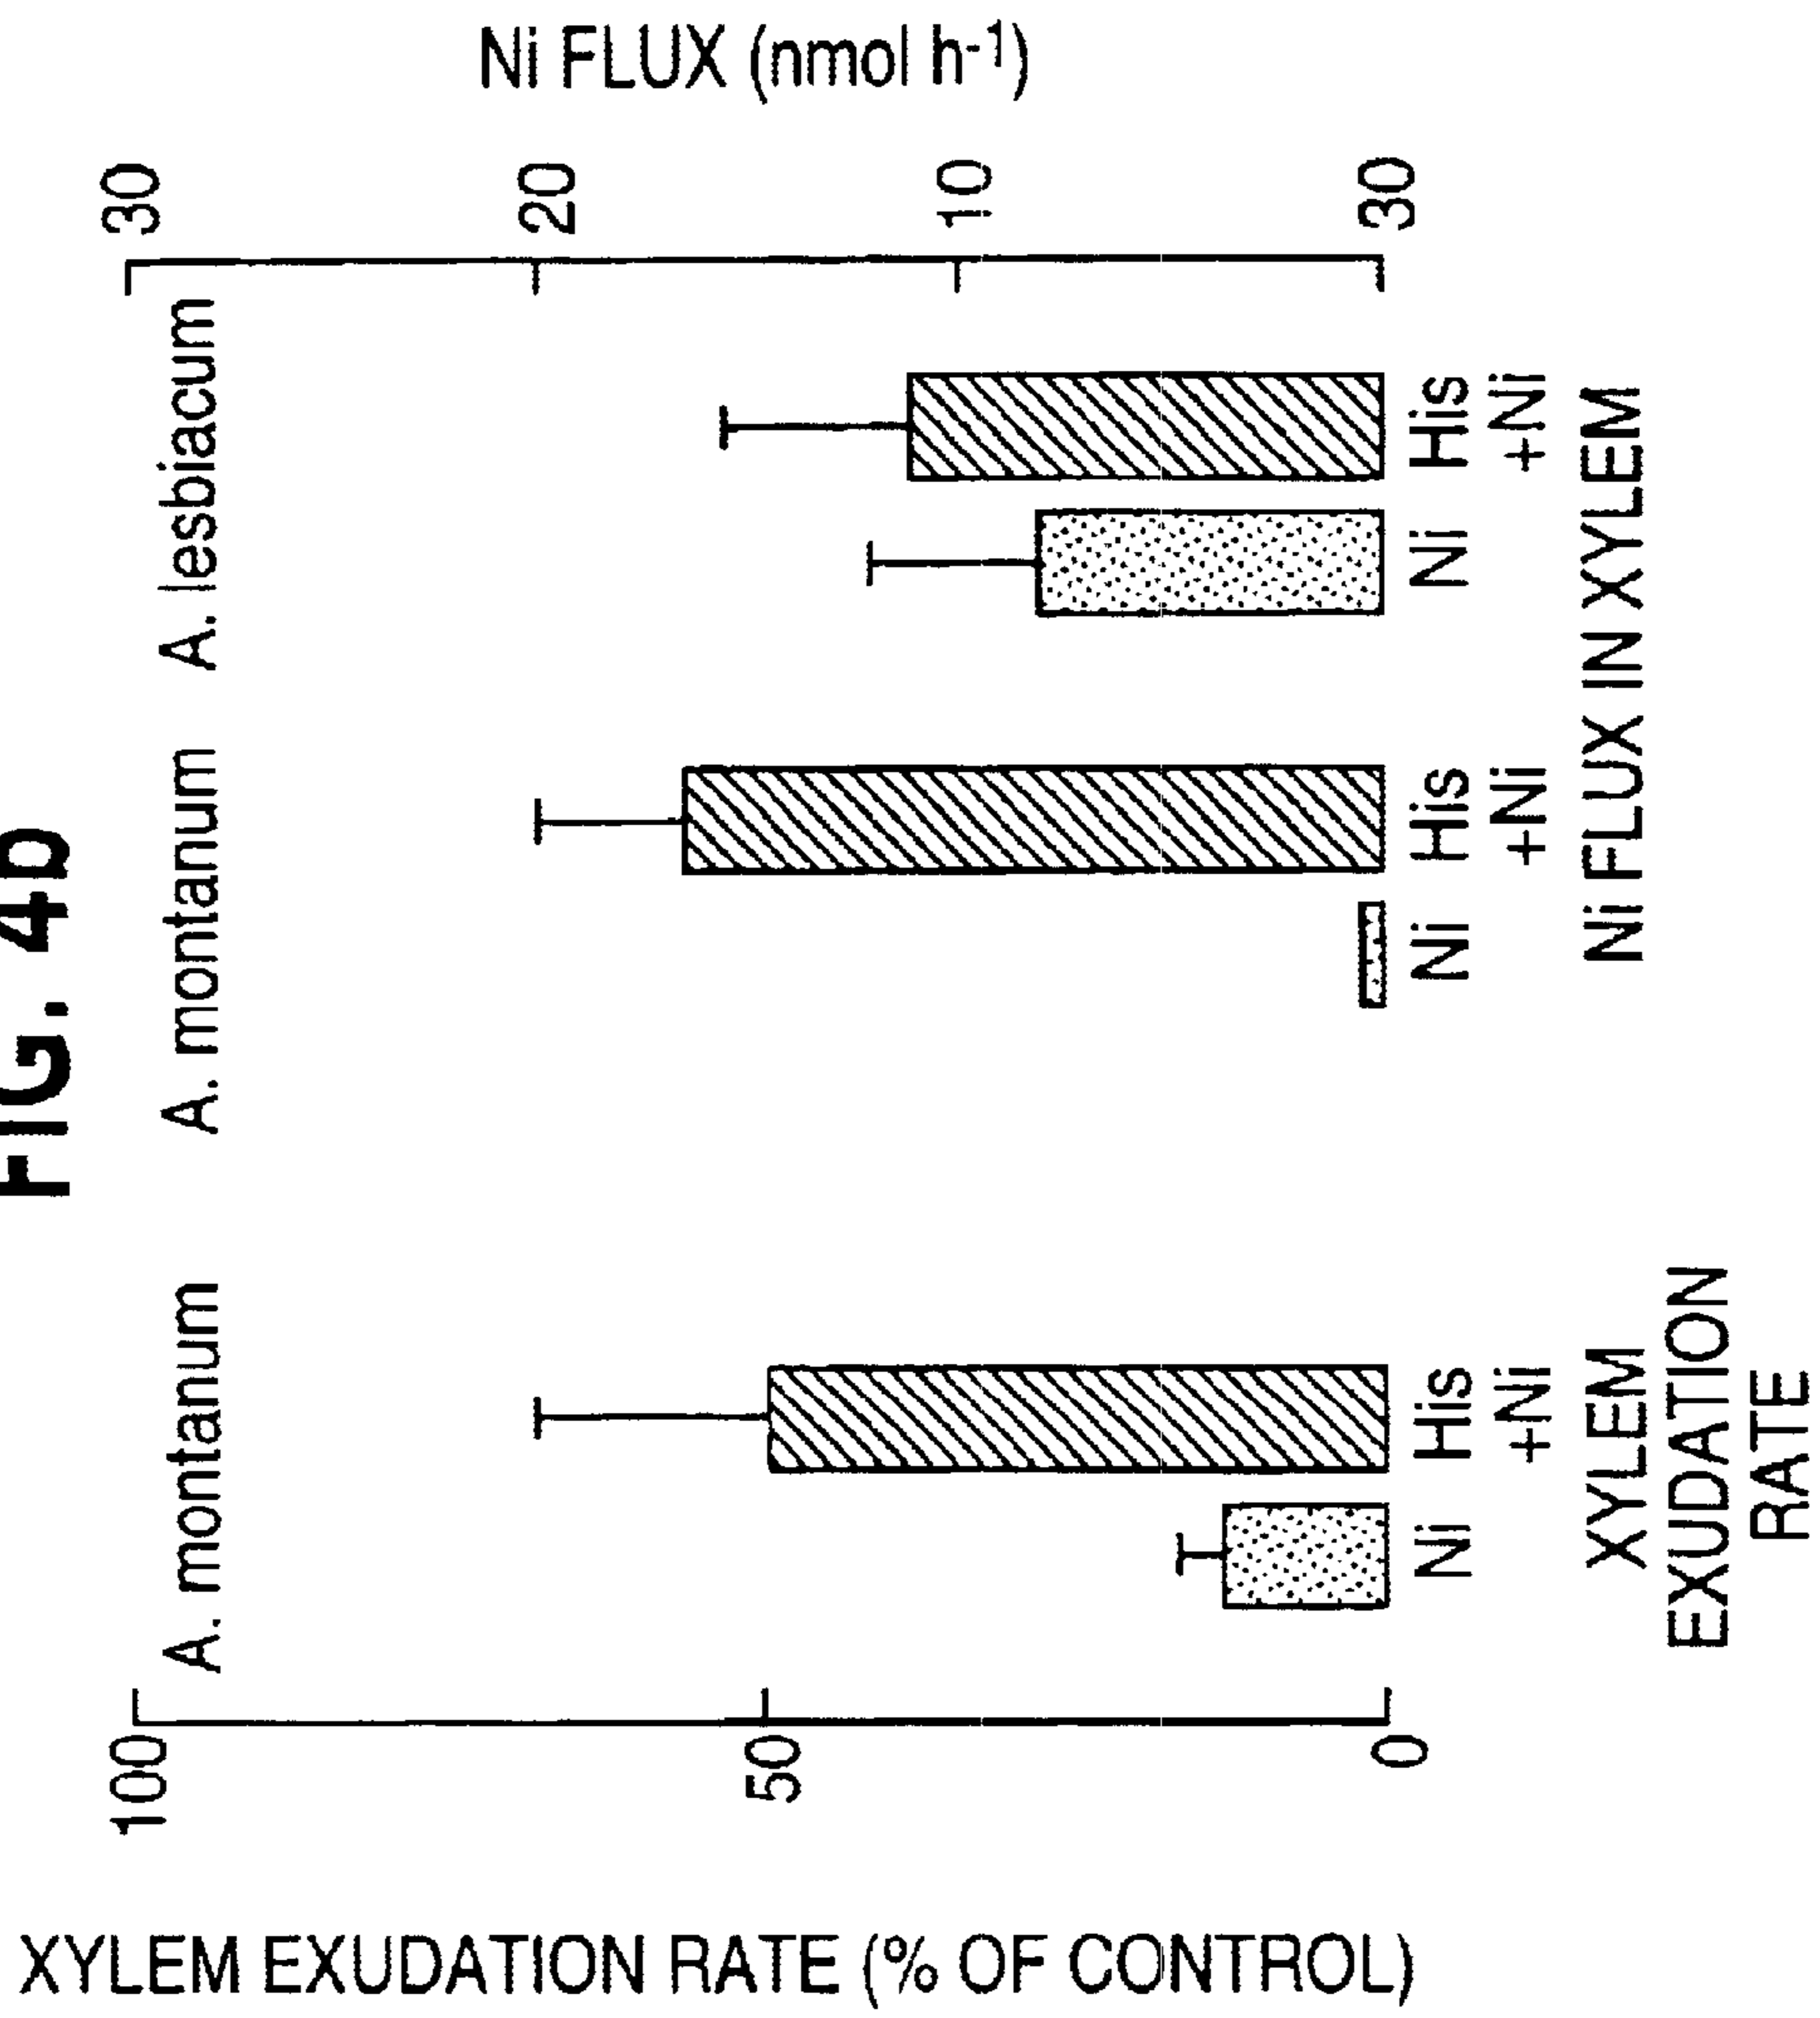 FIG. 4b
XYLEM EXUDATION RATE (% OF CONTROL)
100
50
0
A. montanum
A. montanum
A. lesbiacum
30
20
10
30
Ni FLUX (nmol h-1)
Ni
His
+Ni
Ni
His
+Ni
Ni
His
+Ni
XYLEM
EXUDATION
RATE
Ni FLUX IN XYLEM